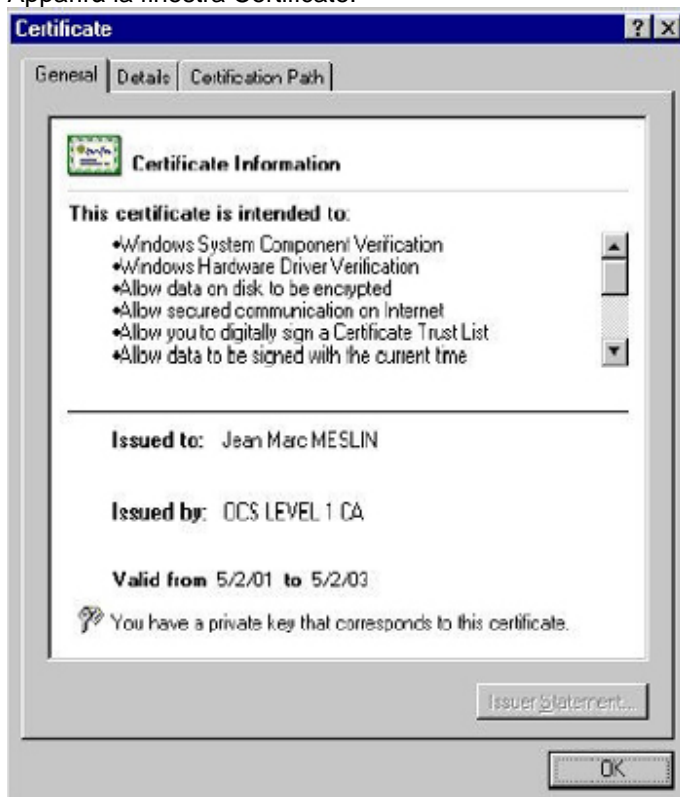 Apparirà la finestra Certificate:
Certificate
General Details Certification Path
Certificate Information
This certificate is intended to:
•Windows System Component Verification
•Windows Hardware Driver Verification
•Allow data on disk to be encrypted
•Allow secured communication on Internet
•Allow you to digitally sign a Certificate Trust List
•Allow data to be signed with the current time
Issued to: Jean Marc MESLIN
Issued by: OCS LEVEL 1 CA
Valid from 5/2/01 to 5/2/03
You have a private key that corresponds to this certificate.
Issuer Statement...
OK